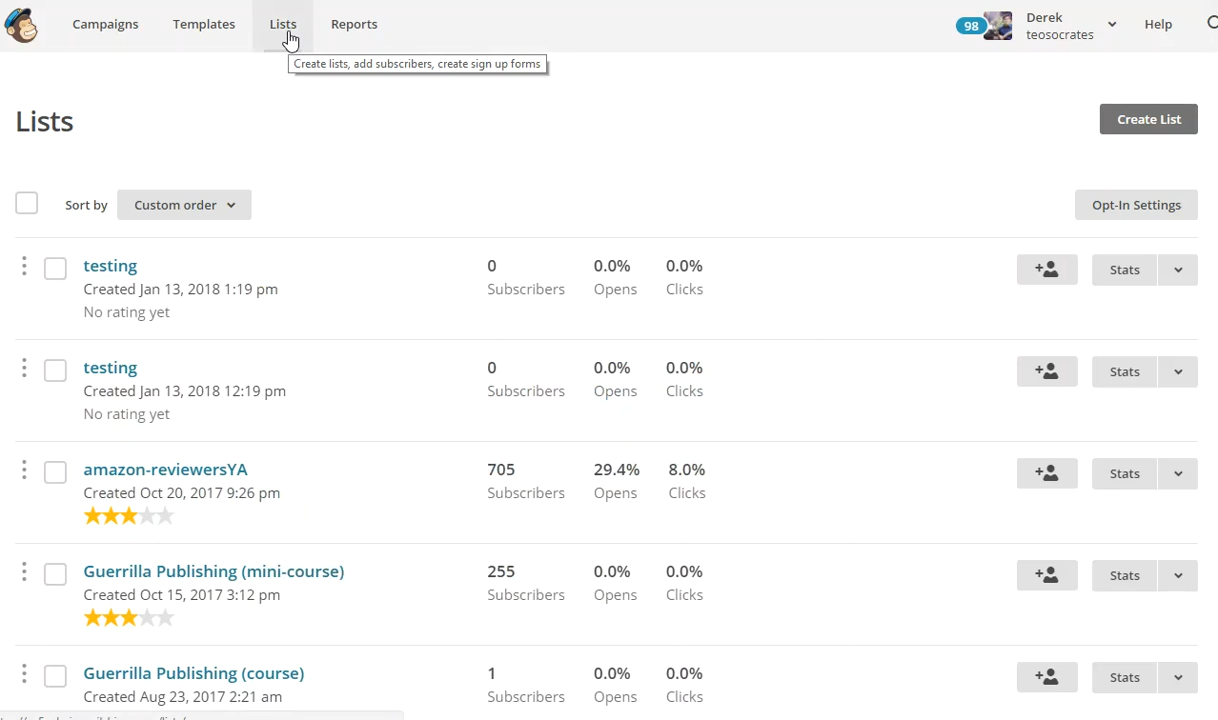 Campaigns Templates Lists Reports 98 Derek Help
teosocrates
Create lists, add subscribers, create sign up forms
Lists Create List
Sort by Custom order Opt-In Settings
testing 0 0.0% 0.0% Stats
Created Jan 13, 2018 1:19 pm Subscribers Opens Clicks
No rating yet
testing 0 0.0% 0.0% Stats
Created Jan 13, 2018 12:19 pm Subscribers Opens Clicks
No rating yet
amazon-reviewersYA 705 29.4% 8.0% Stats
Created Oct 20, 2017 9:26 pm Subscribers Opens Clicks
Guerrilla Publishing (mini-course) 255 0.0% 0.0% Stats
Created Oct 15, 2017 3:12 pm Subscribers Opens Clicks
Guerrilla Publishing (course) 1 0.0% 0.0% Stats
Created Aug 23, 2017 2:21 am Subscribers Opens Clicks